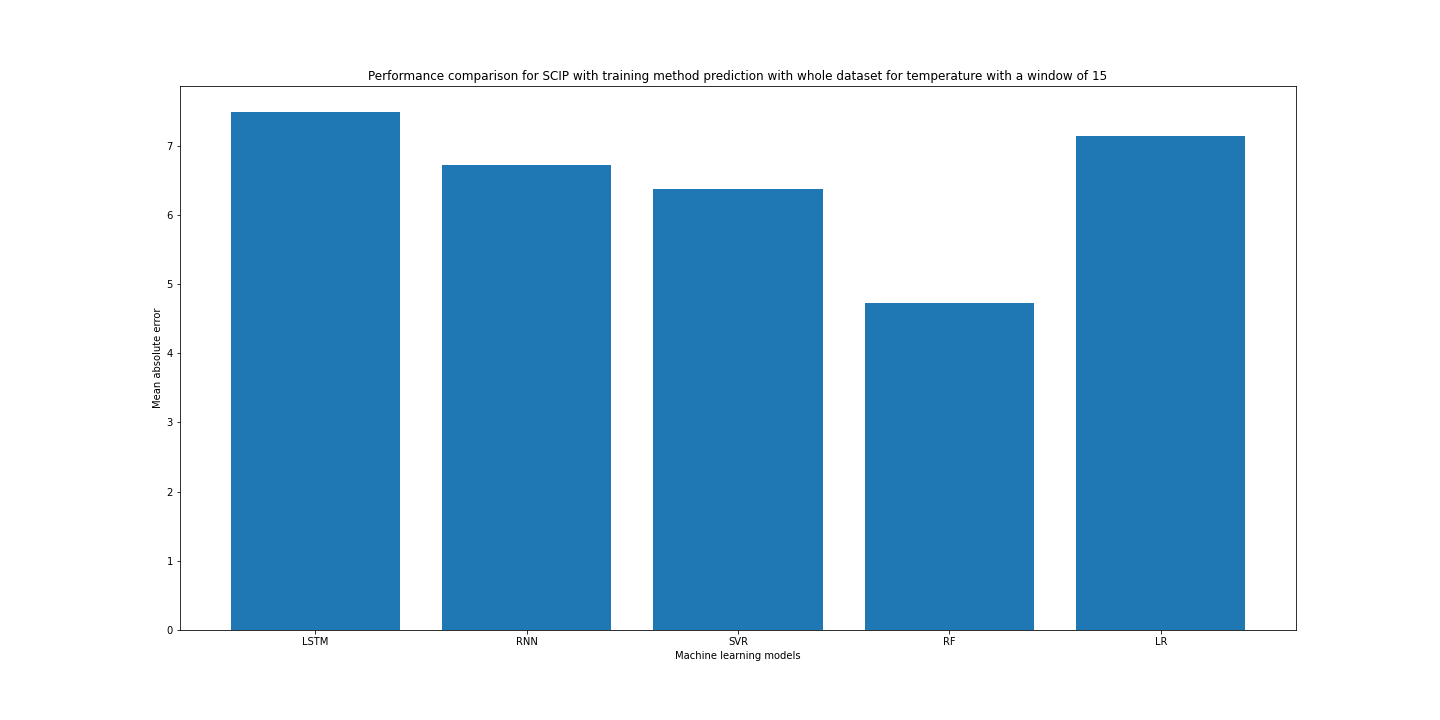 Performance comparison for SCIP with training method prediction with whole dataset for temperature with a window of 15
7
6
5
4
3
2
1
0
Mean absolute error
LSTM RNN SVR RF LR
Machine learning models